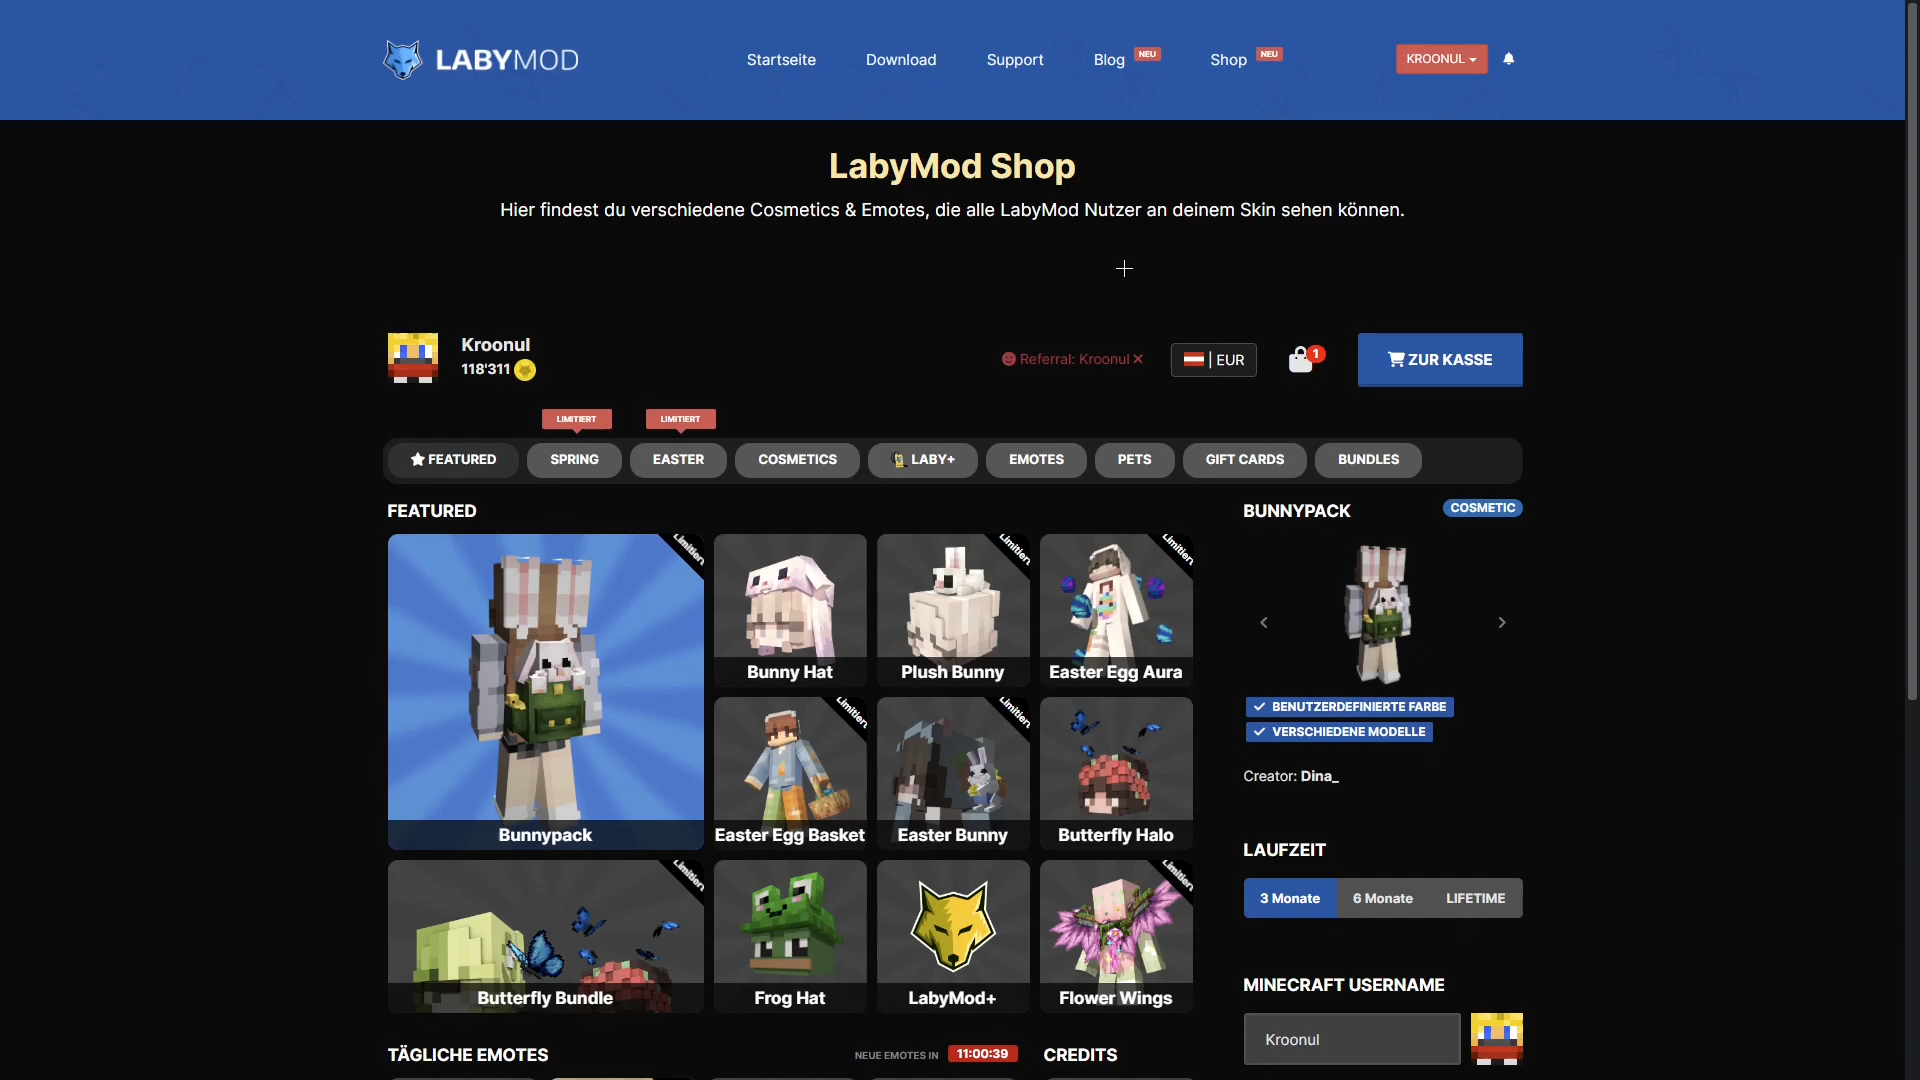 LABYMOD
Startseite
Download
Support
Blog
NEU
Shop
NEU
KROONUL
LabyMod Shop
Hier findest du verschiedene Cosmetics & Emotes, die alle LabyMod Nutzer an deinem Skin sehen können.
Kroonul
118'311
Referral: Kroonul ✕
| EUR
1
ZUR KASSE
LIMITIERT
LIMITIERT
FEATURED
SPRING
EASTER
COSMETICS
LABY+
EMOTES
PETS
GIFT CARDS
BUNDLES
FEATURED
Limitiert
Bunnypack
Bunny Hat
Limitiert
Plush Bunny
Limitiert
Easter Egg Aura
Limitiert
Easter Egg Basket
Limitiert
Easter Bunny
Butterfly Halo
Limitiert
Butterfly Bundle
Frog Hat
LabyMod+
Limitiert
Flower Wings
BUNNYPACK
COSMETIC
BENUTZERDEFINIERTE FARBE
VERSCHIEDENE MODELLE
Creator: Dina_
LAUFZEIT
3 Monate
6 Monate
LIFETIME
MINECRAFT USERNAME
Kroonul
TÄGLICHE EMOTES
NEUE EMOTES IN
11:00:39
CREDITS